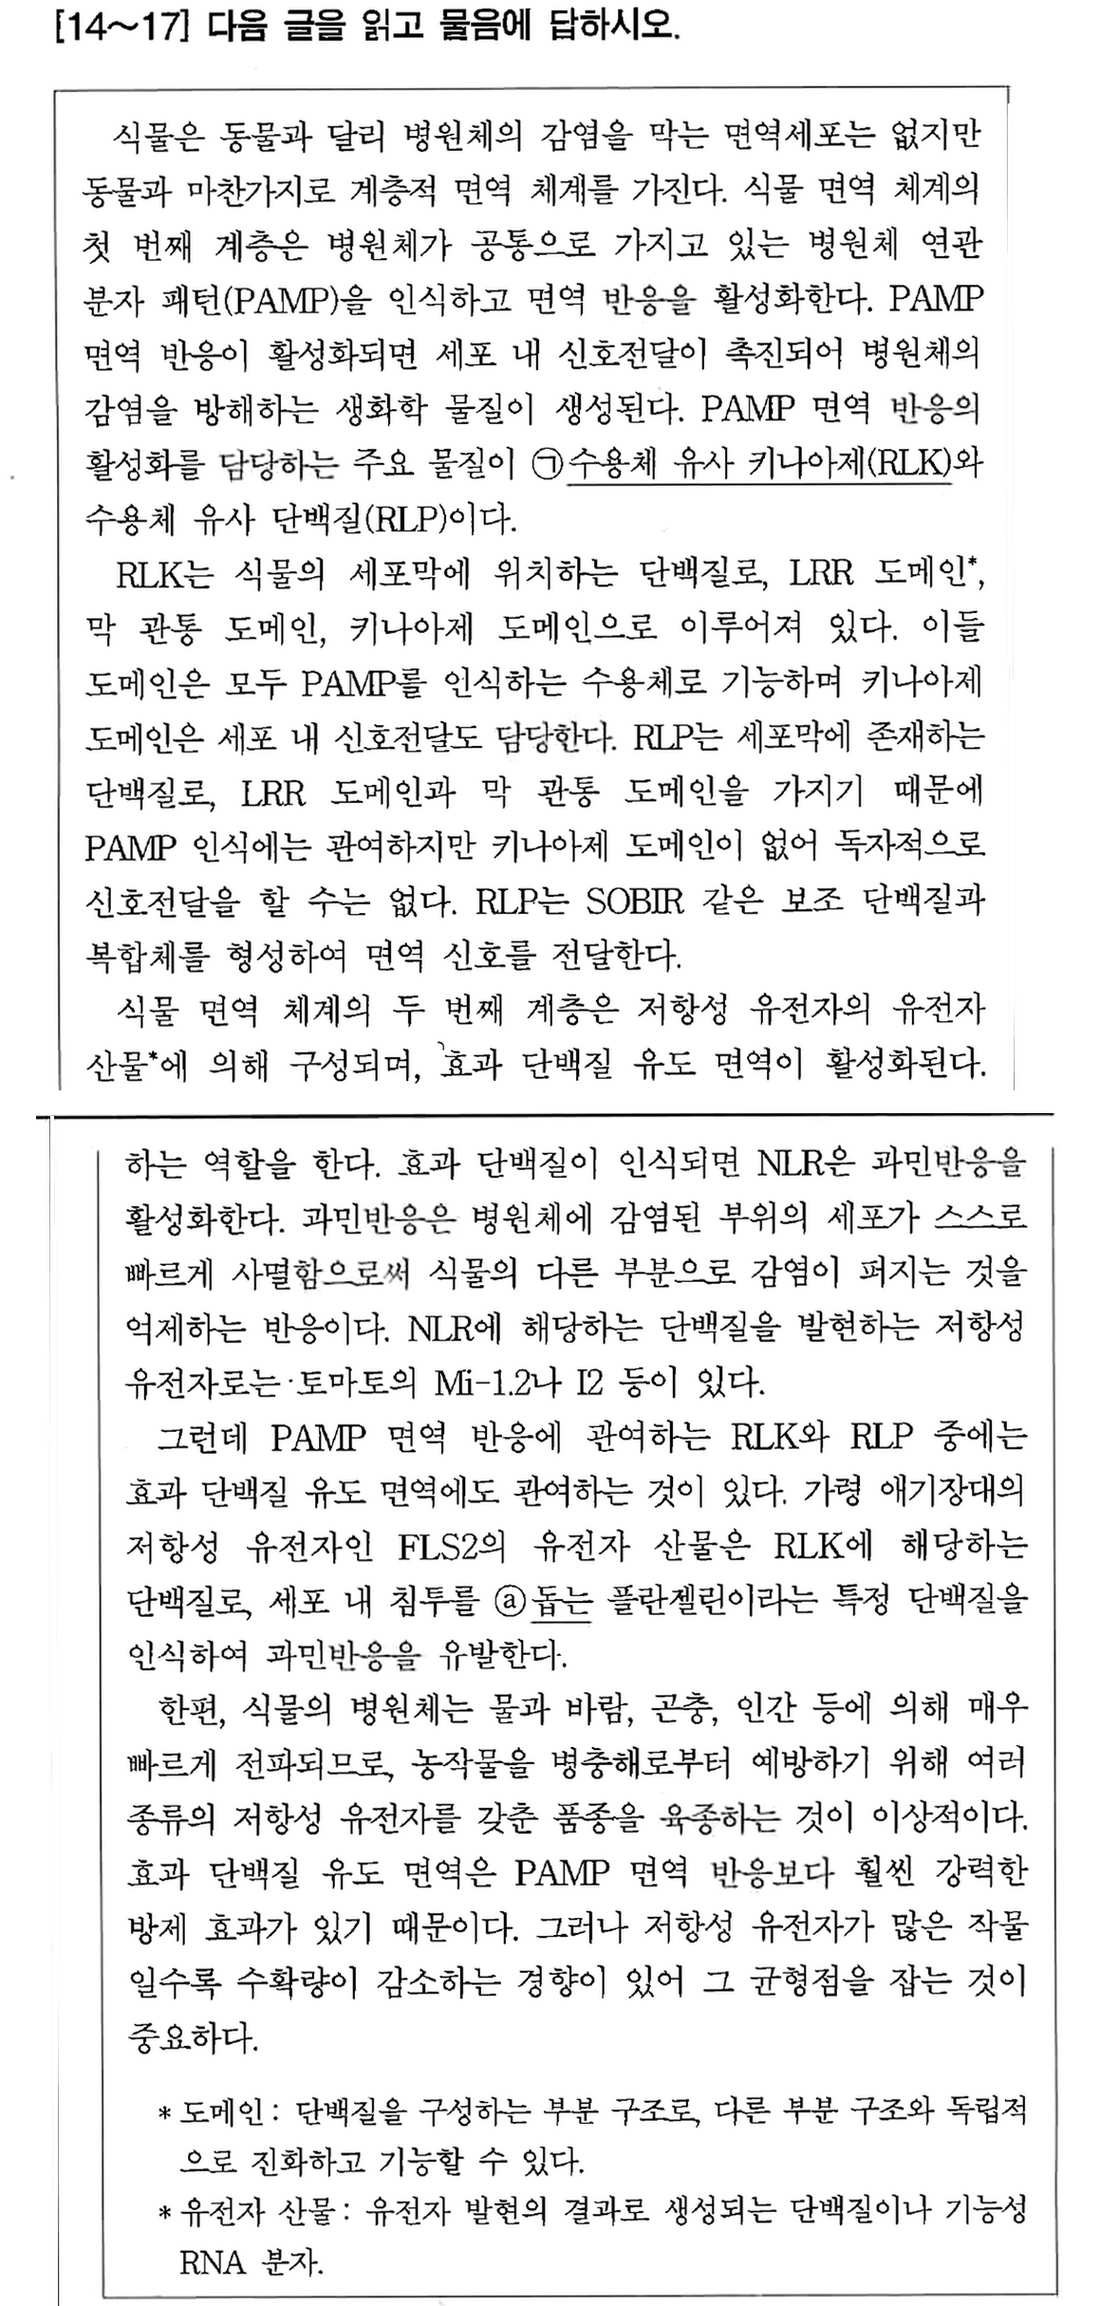 [14～17] 다음 글을 읽고 물음에 답하시오.
식물은 동물과 달리 병원체의 감염을 막는 면역세포는 없지만
동물과 마찬가지로 계층적 면역 체계를 가진다. 식물 면역 체계의
첫 번째 계층은 병원체가 공통으로 가지고 있는 병원체 연관
분자 패턴(PAMP)을 인식하고 면역 반응을 활성화한다. PAMP
면역 반응이 활성화되면 세포 내 신호전달이 촉진되어 병원체의
감염을 방해하는 생화학 물질이 생성된다. PAMP 면역 반응의
활성화를 담당하는 주요 물질이 ㉠수용체 유사 키나아제(RLK)와
수용체 유사 단백질(RLP)이다.
RLK는 식물의 세포막에 위치하는 단백질로, LRR 도메인*,
막 관통 도메인, 키나아제 도메인으로 이루어져 있다. 이들
도메인은 모두 PAMP를 인식하는 수용체로 기능하며 키나아제
도메인은 세포 내 신호전달도 담당한다. RLP는 세포막에 존재하는
단백질로, LRR 도메인과 막 관통 도메인을 가지기 때문에
PAMP 인식에는 관여하지만 키나아제 도메인이 없어 독자적으로
신호전달을 할 수는 없다. RLP는 SOBIR 같은 보조 단백질과
복합체를 형성하여 면역 신호를 전달한다.
식물 면역 체계의 두 번째 계층은 저항성 유전자의 유전자
산물*에 의해 구성되며, 효과 단백질 유도 면역이 활성화된다.
하는 역할을 한다. 효과 단백질이 인식되면 NLR은 과민반응을
활성화한다. 과민반응은 병원체에 감염된 부위의 세포가 스스로
빠르게 사멸함으로써 식물의 다른 부분으로 감염이 퍼지는 것을
억제하는 반응이다. NLR에 해당하는 단백질을 발현하는 저항성
유전자로는 토마토의 Mi-1.2나 I2 등이 있다.
그런데 PAMP 면역 반응에 관여하는 RLK와 RLP 중에는
효과 단백질 유도 면역에도 관여하는 것이 있다. 가령 애기장대의
저항성 유전자인 FLS2의 유전자 산물은 RLK에 해당하는
단백질로, 세포 내 침투를 ⓐ돕는 플란젤린이라는 특정 단백질을
인식하여 과민반응을 유발한다.
한편, 식물의 병원체는 물과 바람, 곤충, 인간 등에 의해 매우
빠르게 전파되므로, 농작물을 병충해로부터 예방하기 위해 여러
종류의 저항성 유전자를 갖춘 품종을 육종하는 것이 이상적이다.
효과 단백질 유도 면역은 PAMP 면역 반응보다 훨씬 강력한
방제 효과가 있기 때문이다. 그러나 저항성 유전자가 많은 작물
일수록 수확량이 감소하는 경향이 있어 그 균형점을 잡는 것이
중요하다.
* 도메인: 단백질을 구성하는 부분 구조로, 다른 부분 구조와 독립적
으로 진화하고 기능할 수 있다.
* 유전자 산물: 유전자 발현의 결과로 생성되는 단백질이나 기능성
RNA 분자.